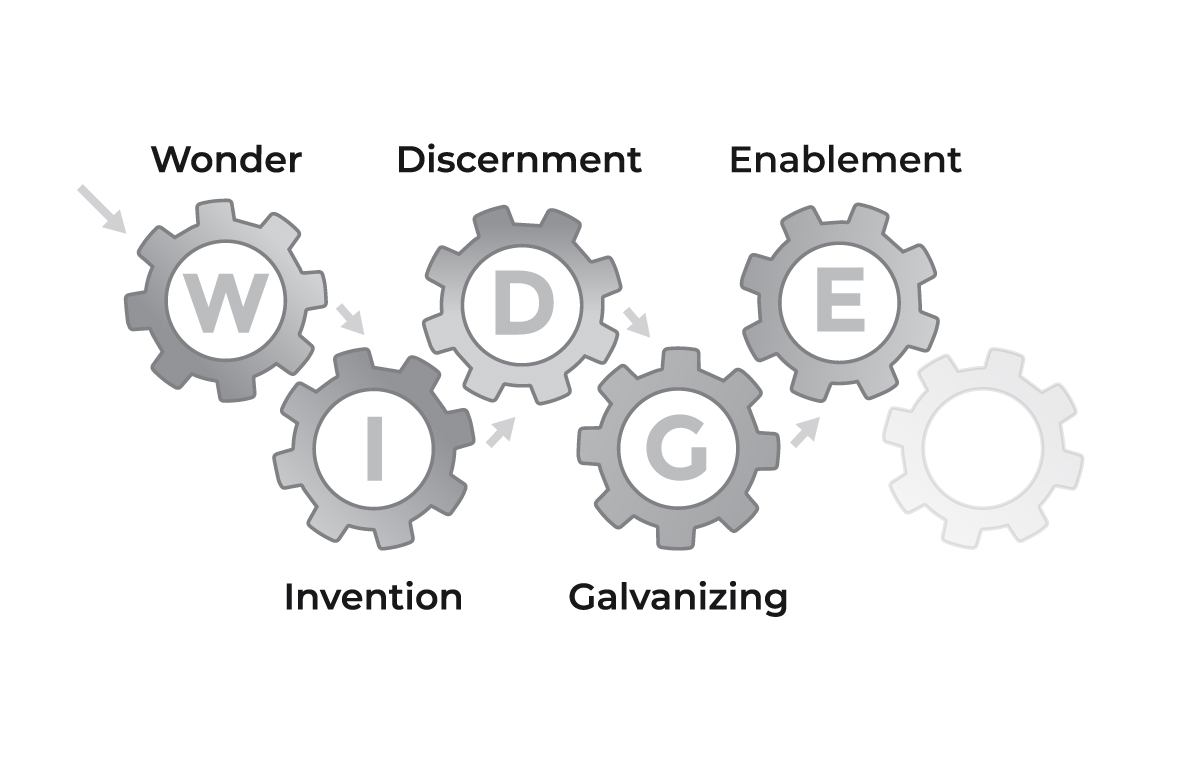 Wonder
Discernment
Enablement
W
D
E
I
G
Invention
Galvanizing